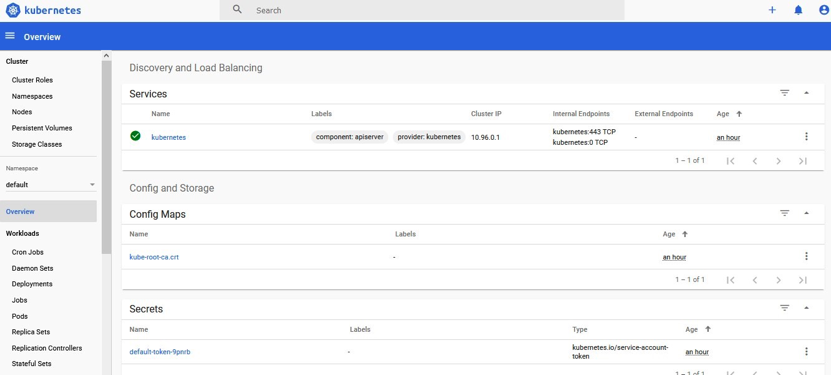 kubernetes
Search
Overview
Cluster
Cluster Roles
Namespaces
Nodes
Persistent Volumes
Storage Classes
Namespace
default
Overview
Workloads
Cron Jobs
Daemon Sets
Deployments
Jobs
Pods
Replica Sets
Replication Controllers
Stateful Sets
Discovery and Load Balancing
Services
Name Labels Cluster IP Internal Endpoints External Endpoints Age
kubernetes component: apiserver provider: kubernetes 10.96.0.1 kubernetes:443 TCP - an hour
kubernetes:0 TCP
1 – 1 of 1
Config and Storage
Config Maps
Name Labels Age
kube-root-ca.crt - an hour
1 – 1 of 1
Secrets
Name Labels Type Age
default-token-9pnrb - kubernetes.io/service-account- an hour
token
1 – 1 of 1